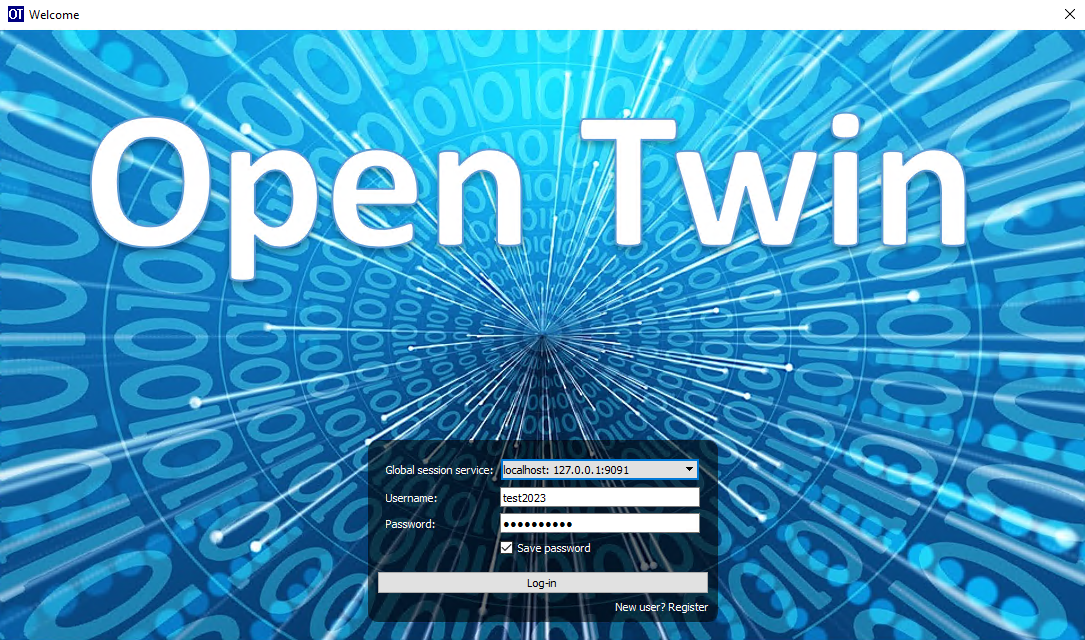 OT Welcome
Open Twin
Global session service: localhost: 127.0.0.1:9091
Username: test2023
Password: ●●●●●●●●●●
Save password
Log-in
New user? Register